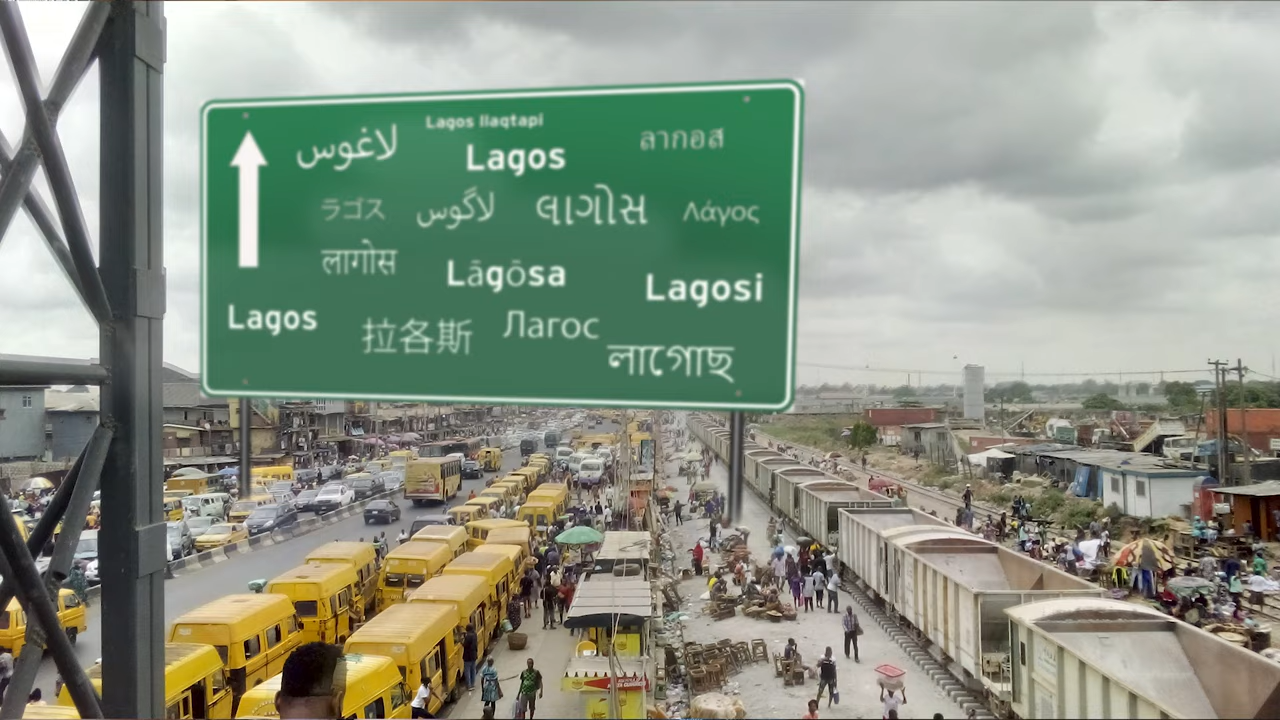 Lagos llaqtapi
لاغوس
Lagos
ลากอส
ラゴス
لاگوس
લાગોસ
Λάγος
लागोस
Lāgōsa
Lagosi
Lagos
拉各斯
Лагос
লাগোছ